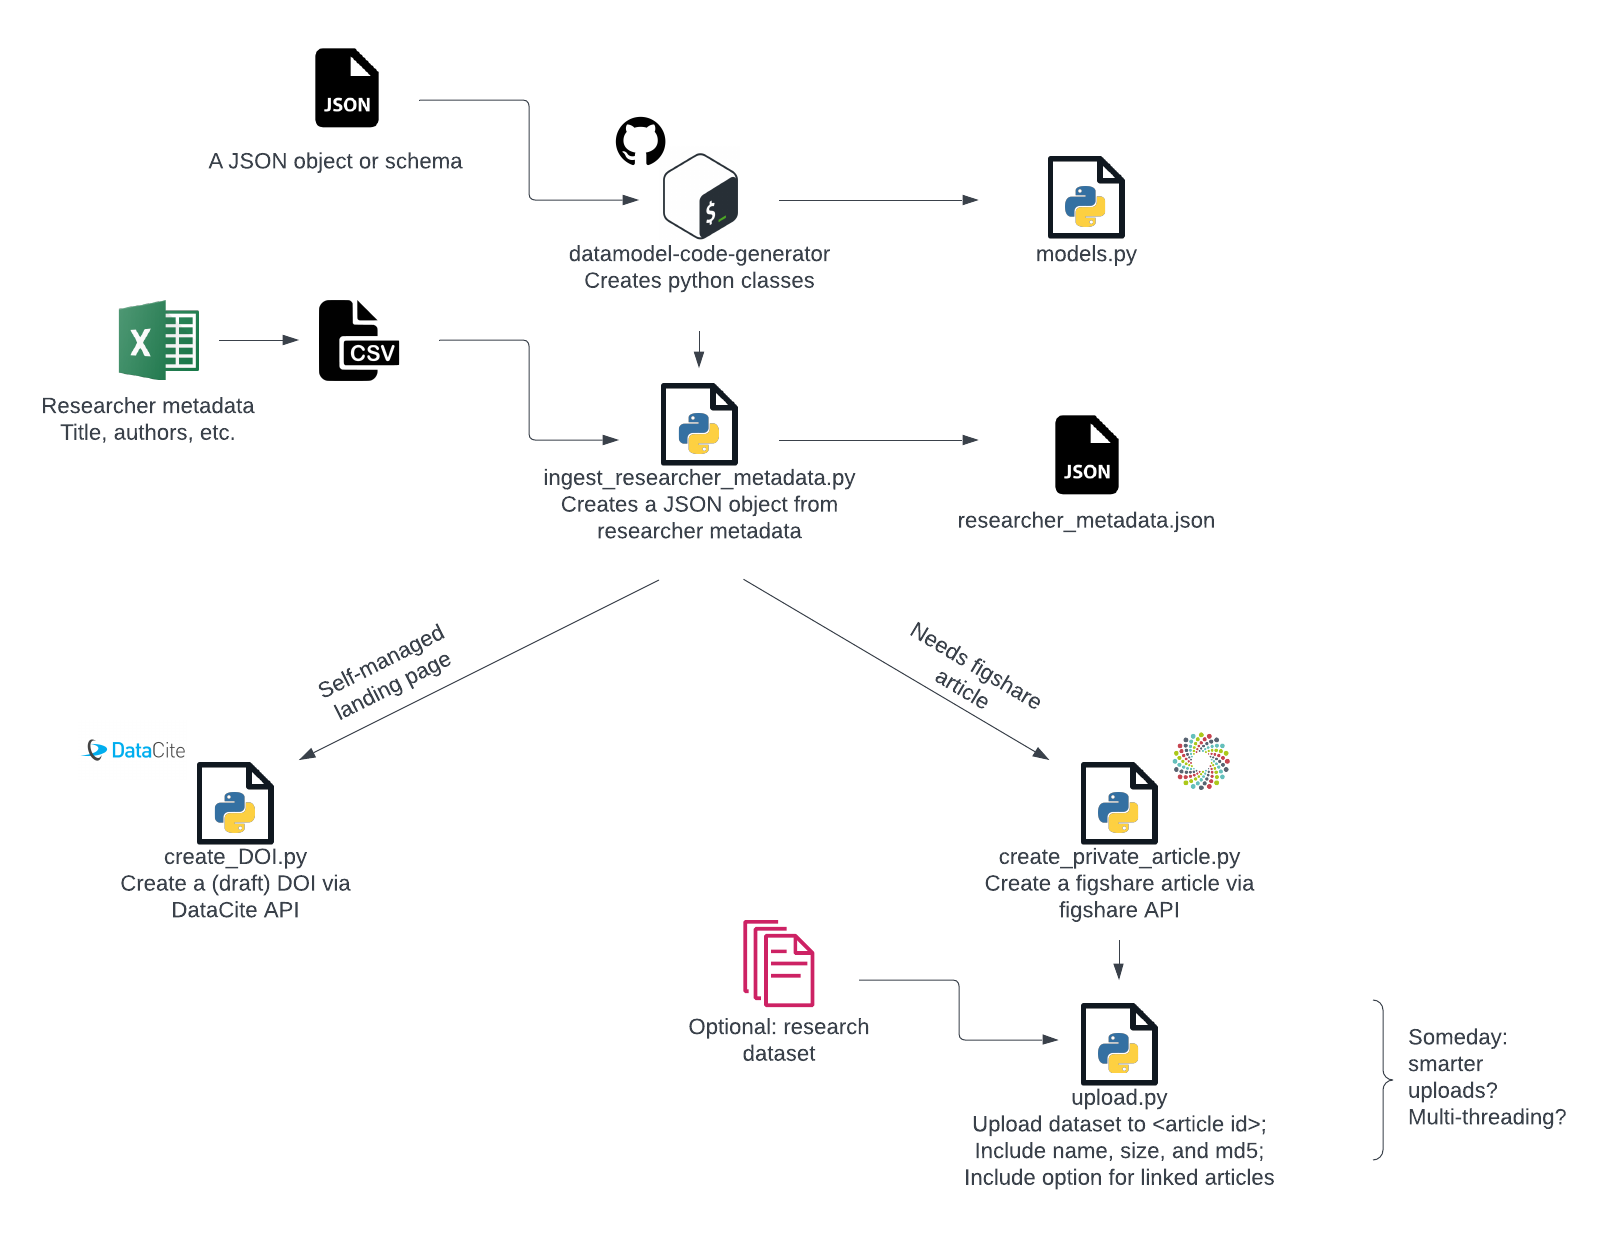 JSON
A JSON object or schema
$_
datamodel-code-generator
Creates python classes
models.py
X
CSV
Researcher metadata
Title, authors, etc.
ingest_researcher_metadata.py
Creates a JSON object from
researcher metadata
JSON
researcher_metadata.json
Self-managed
landing page
Needs figshare
article
DataCite
create_DOI.py
Create a (draft) DOI via
DataCite API
create_private_article.py
Create a figshare article via
figshare API
Optional: research
dataset
upload.py
Upload dataset to <article id>;
Include name, size, and md5;
Include option for linked articles
Someday:
smarter
uploads?
Multi-threading?